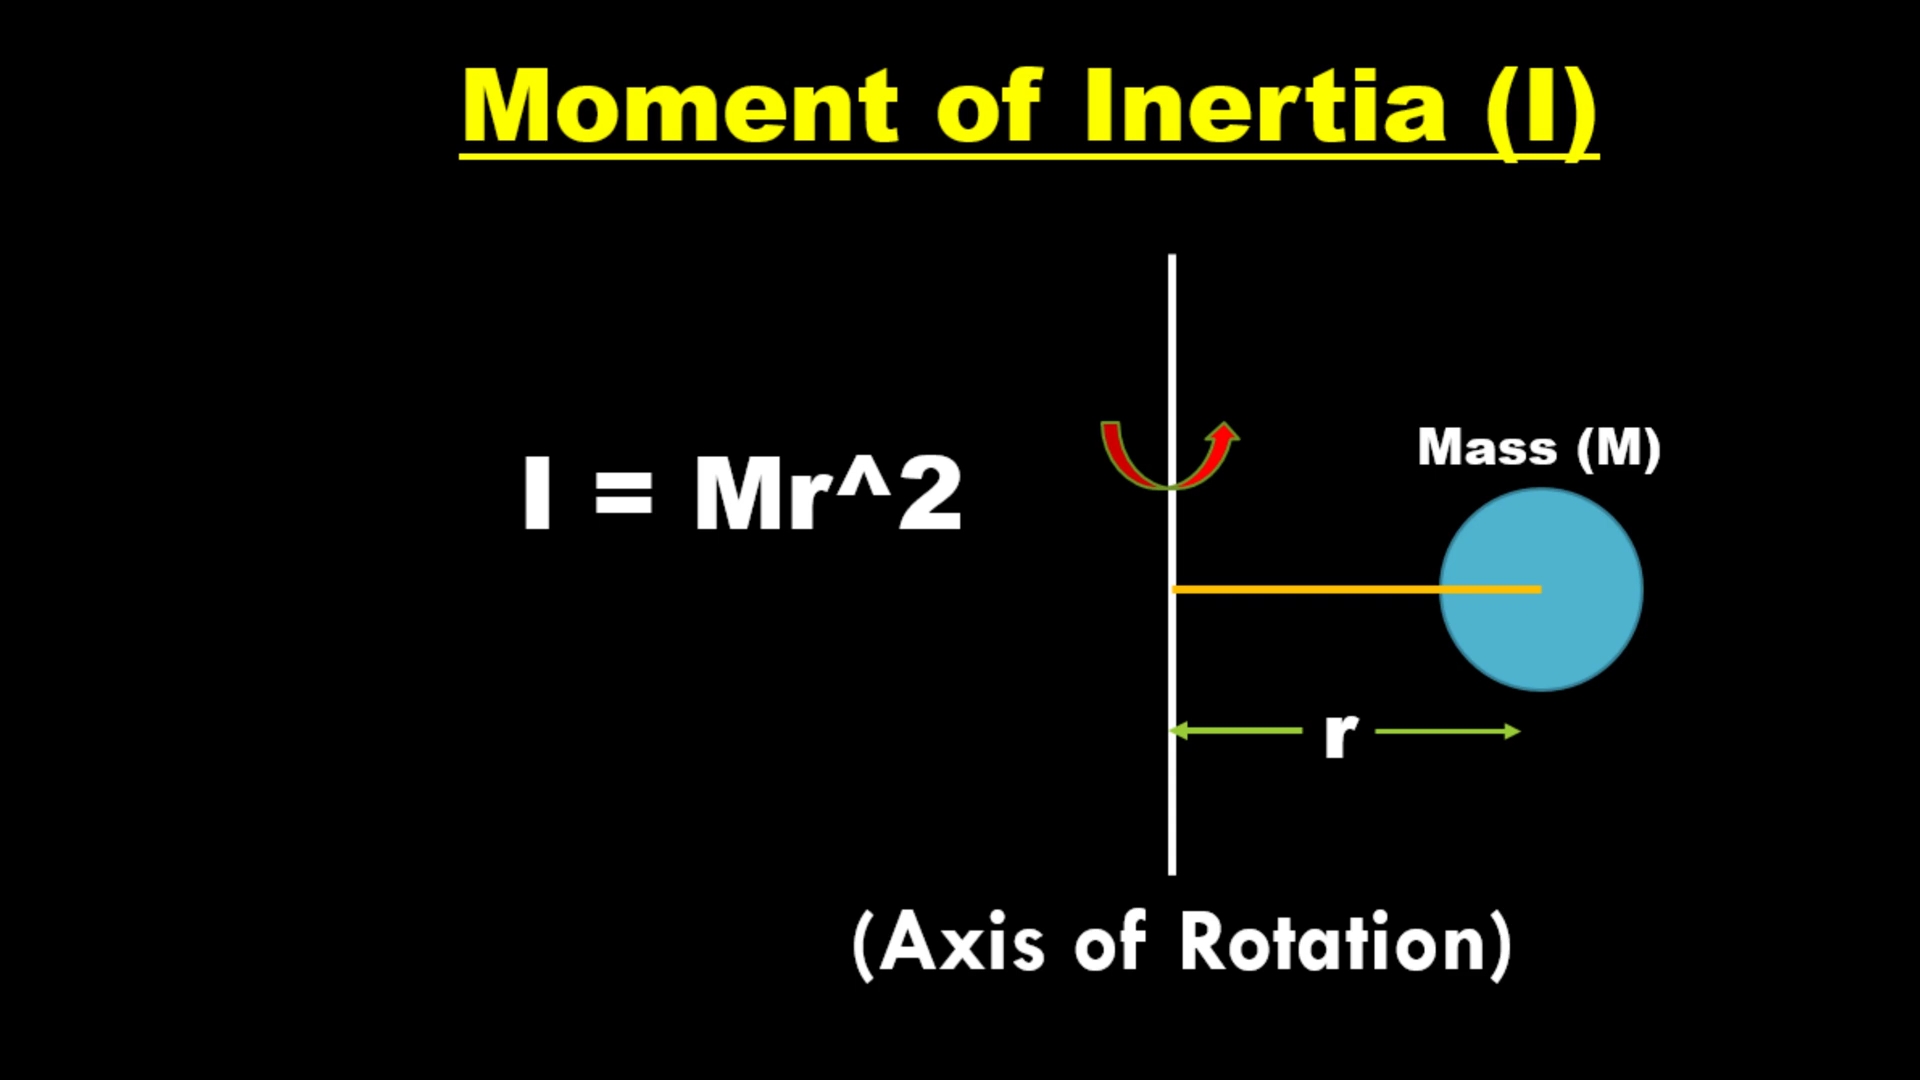 Moment of Inertia (I)
I = Mr^2
Mass (M)
r
(Axis of Rotation)